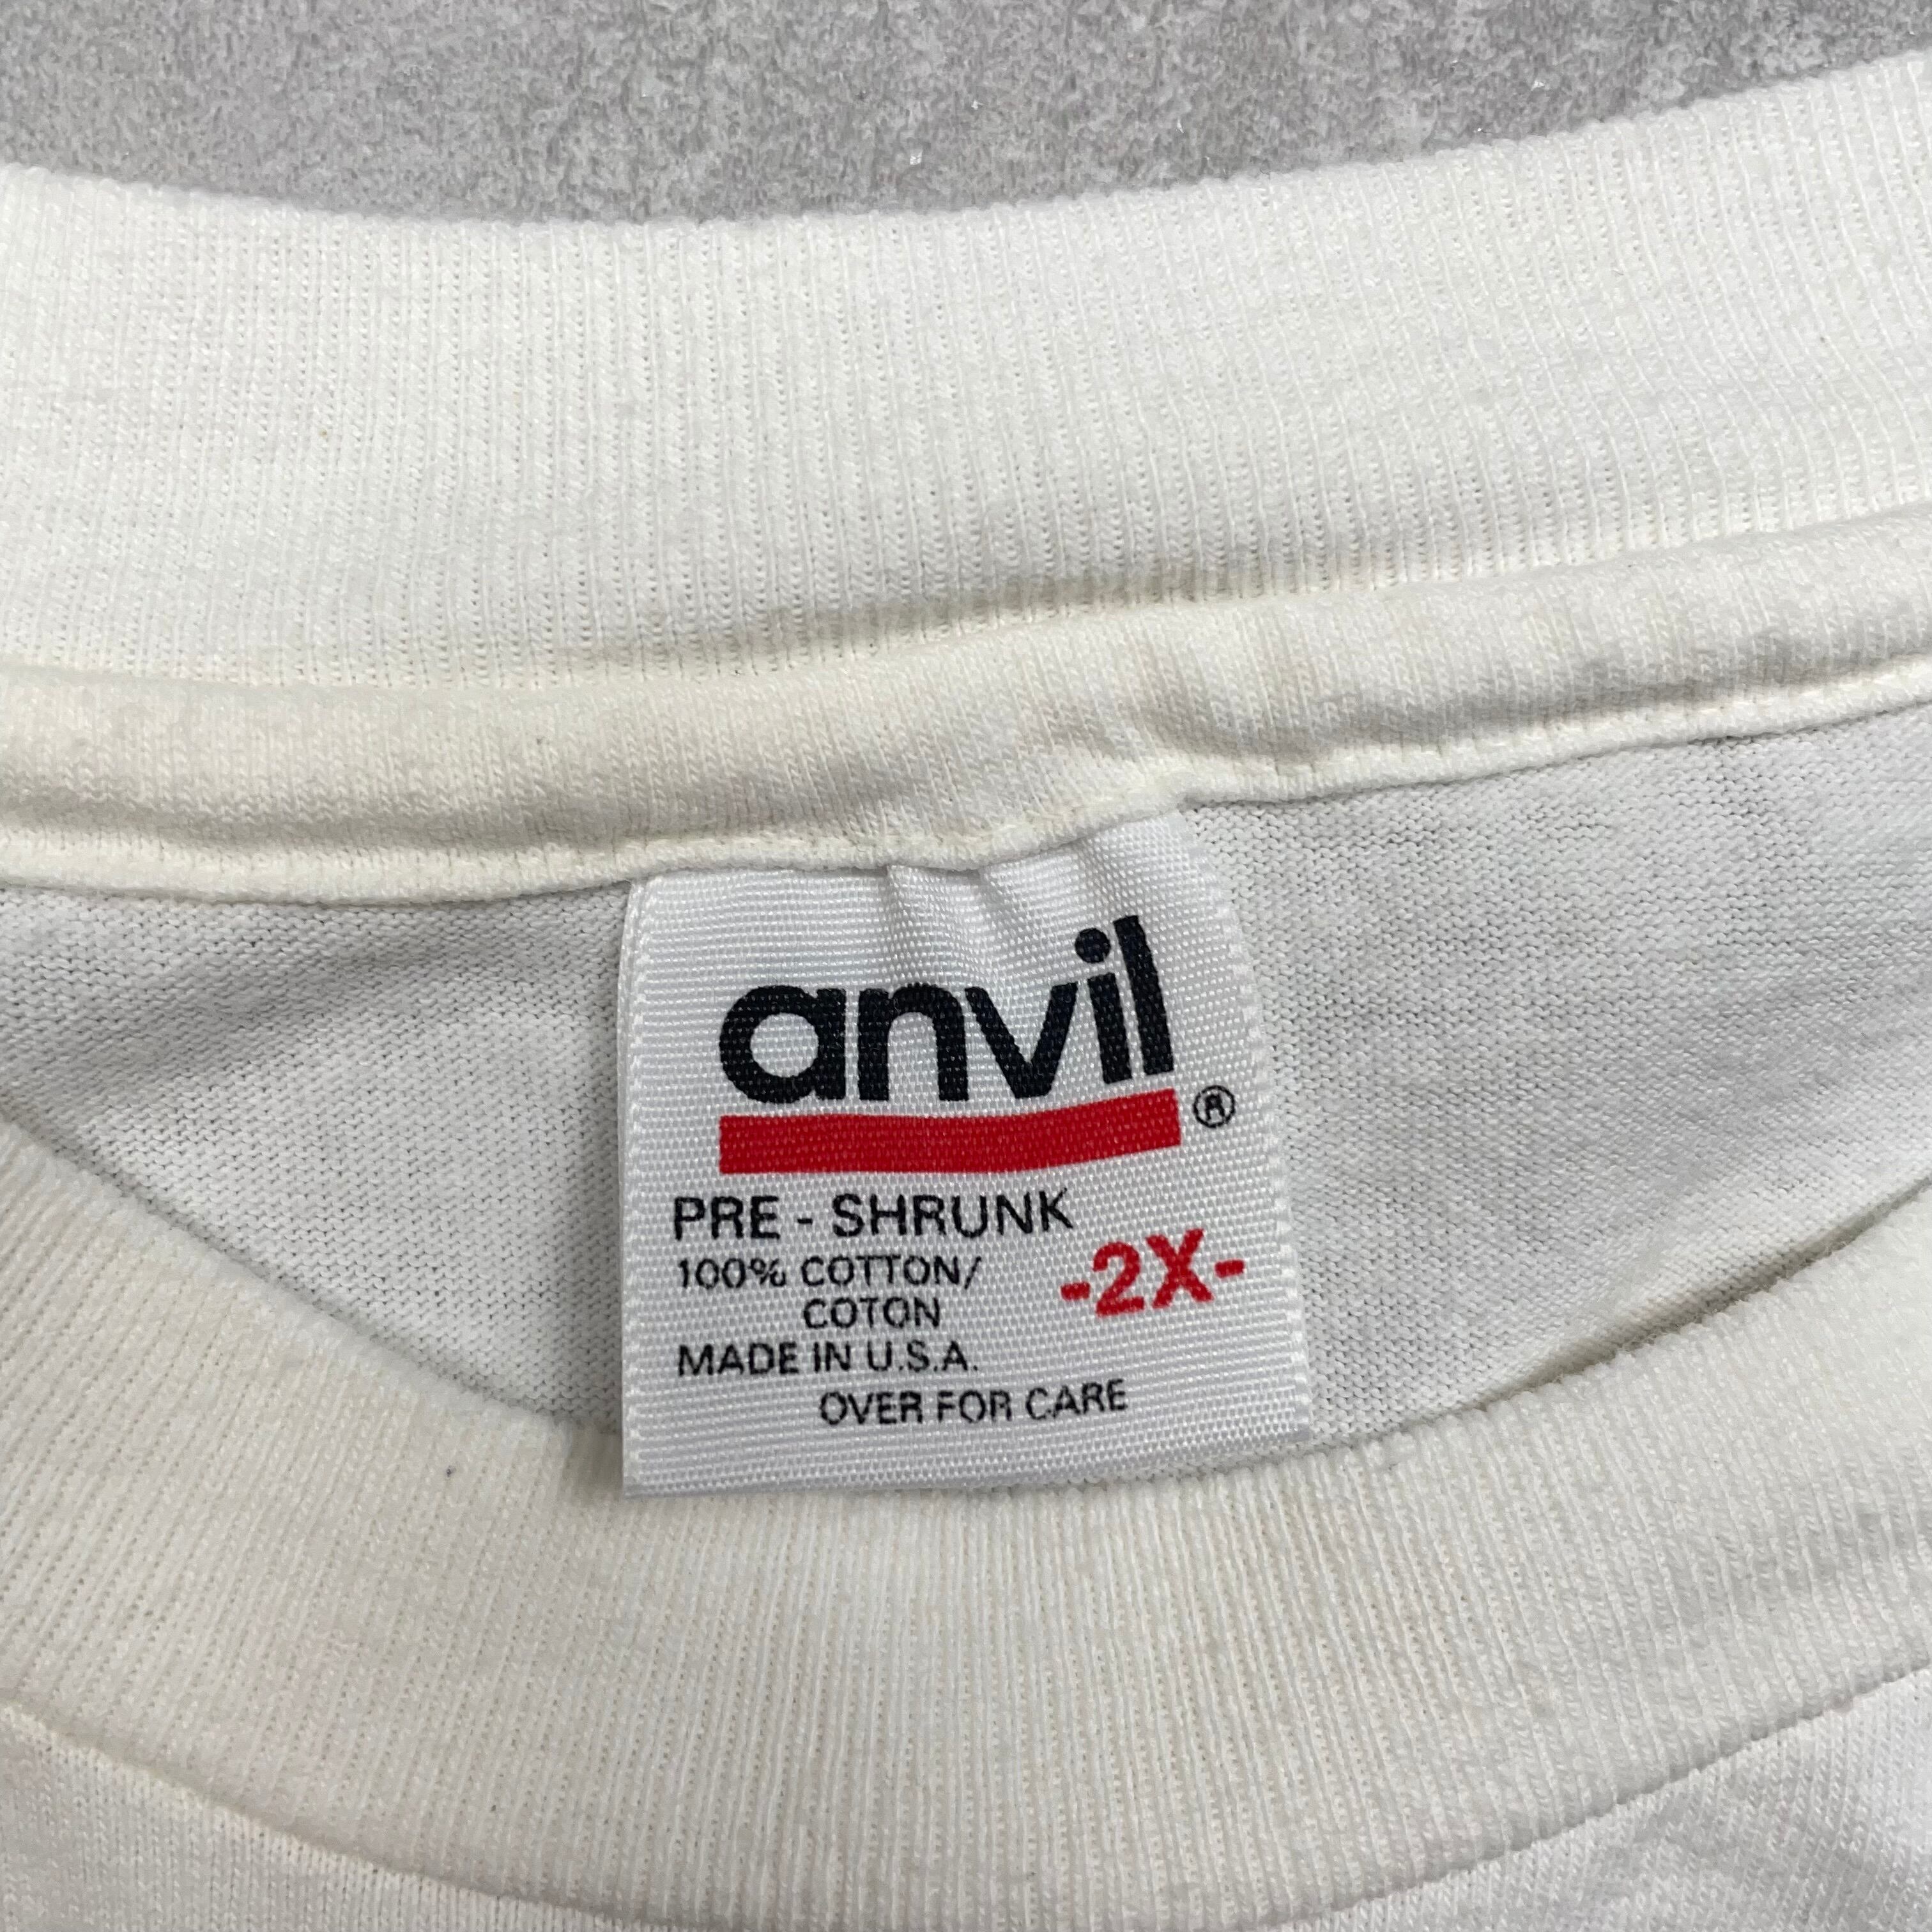 anvil®
PRE - SHRUNK
100% COTTON/
COTON
-2X-
MADE IN U.S.A.
OVER FOR CARE